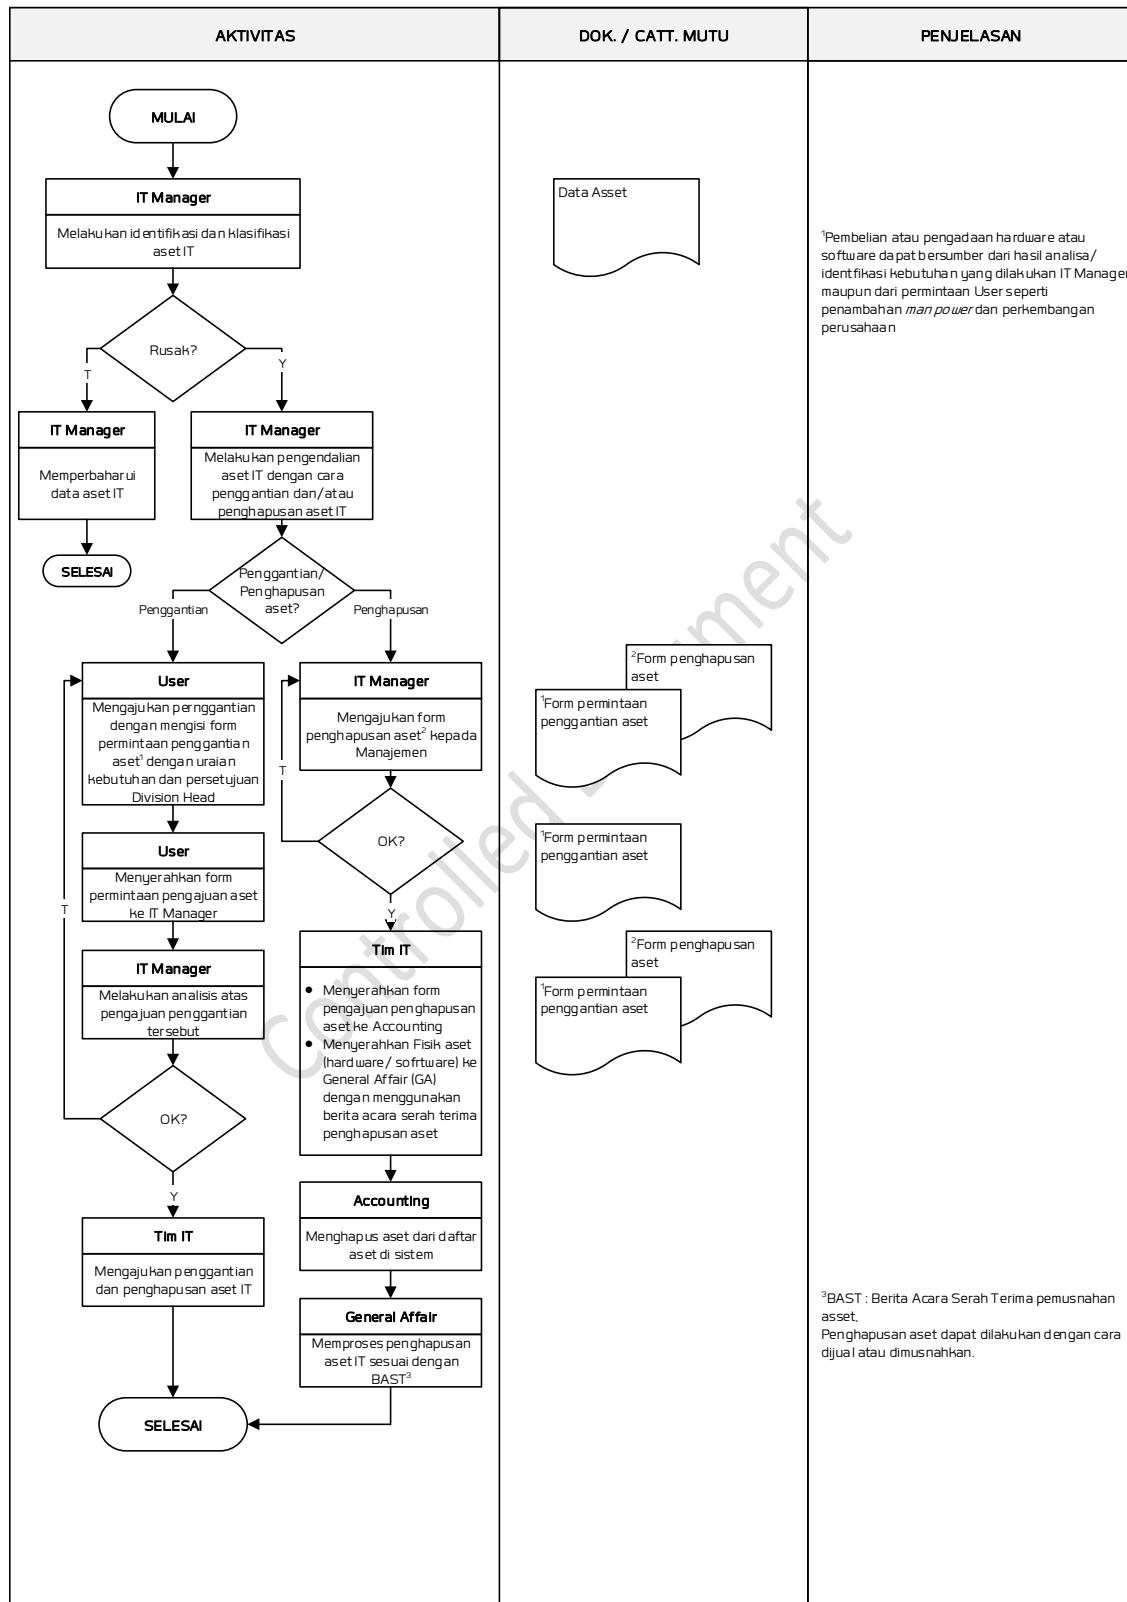 AKTIVITAS
DOK. / CATT. MUTU
PENJELASAN
MULAI
IT Manager
Melakukan identifikasi dan klasifikasi
aset IT
Data Asset
¹Pembelian atau pengadaan hardware atau
software dapat bersumber dari hasil analisa/
identfikasi kebutuhan yang dilakukan IT Manager
maupun dari permintaan User seperti
penambahan man power dan perkembangan
perusahaan
Rusak?
T
Y
IT Manager
Memperbaharui
data aset IT
SELESAI
IT Manager
Melakukan pengendalian
aset IT dengan cara
penggantian dan/atau
penghapusan aset IT
Penggantian/
Penghapusan
aset?
Penggantian
Penghapusan
User
Mengajukan pernggantian
dengan mengisi form
permintaan penggantian
aset¹ dengan uraian
kebutuhan dan persetujuan
Division Head
IT Manager
Mengajukan form
penghapusan aset² kepada
Manajemen
²Form penghapusan
aset
¹Form permintaan
penggantian aset
T
OK?
Y
User
Menyerahkan form
permintaan pengajuan aset
ke IT Manager
¹Form permintaan
penggantian aset
T
IT Manager
Melakukan analisis atas
pengajuan penggantian
tersebut
Tim IT
● Menyerahkan form
pengajuan penghapusan
aset ke Accounting
● Menyerahkan Fisik aset
(hardware/ sofrtware) ke
General Affair (GA)
dengan menggunakan
berita acara serah terima
penghapusan aset
²Form penghapusan
aset
¹Form permintaan
penggantian aset
OK?
Y
Tim IT
Mengajukan penggantian
dan penghapusan aset IT
Accounting
Menghapus aset dari daftar
aset di sistem
General Affair
Memproses penghapusan
aset IT sesuai dengan
BAST³
³BAST : Berita Acara Serah Terima pemusnahan
asset,
Penghapusan aset dapat dilakukan dengan cara
dijual atau dimusnahkan.
SELESAI
Controlled Document